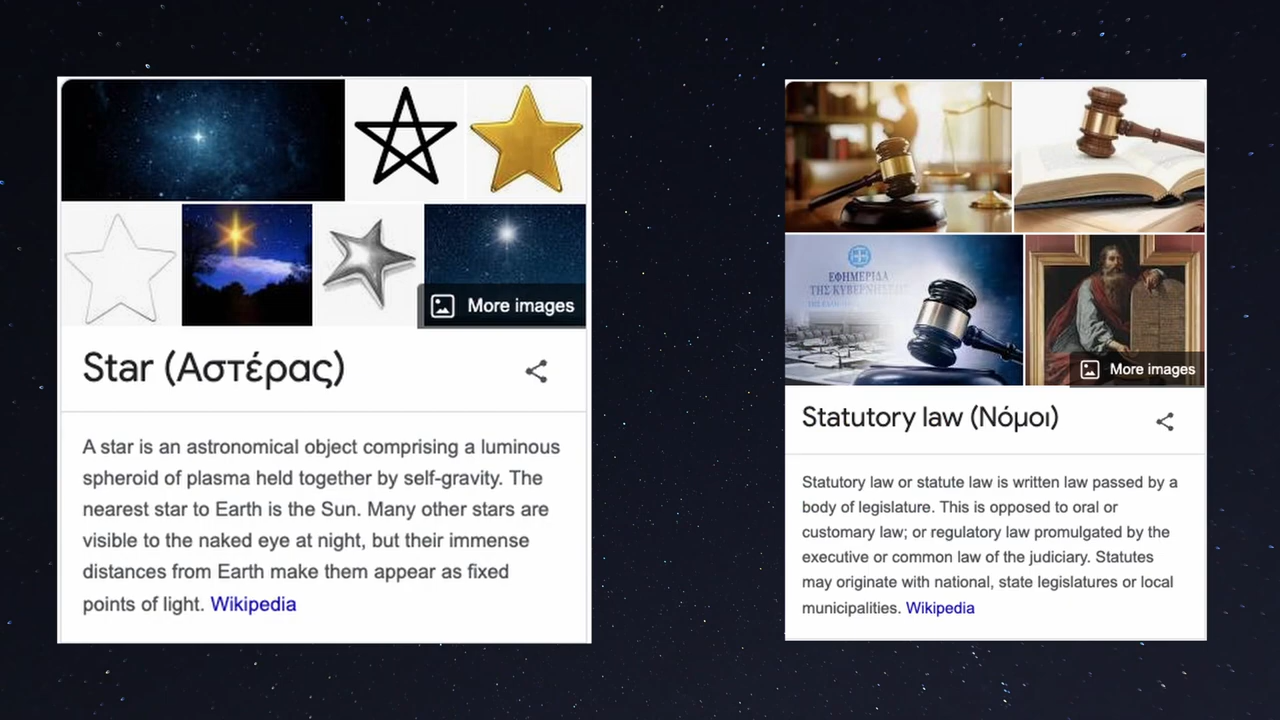 More images
Star (Αστέρας)
A star is an astronomical object comprising a luminous
spheroid of plasma held together by self-gravity. The
nearest star to Earth is the Sun. Many other stars are
visible to the naked eye at night, but their immense
distances from Earth make them appear as fixed
points of light. Wikipedia
ΕΦΗΜΕΡΙΔΑ
ΤΗΣ ΚΥΒΕΡΝΗΣΕΩΣ
More images
Statutory law (Νόμοι)
Statutory law or statute law is written law passed by a
body of legislature. This is opposed to oral or
customary law; or regulatory law promulgated by the
executive or common law of the judiciary. Statutes
may originate with national, state legislatures or local
municipalities. Wikipedia